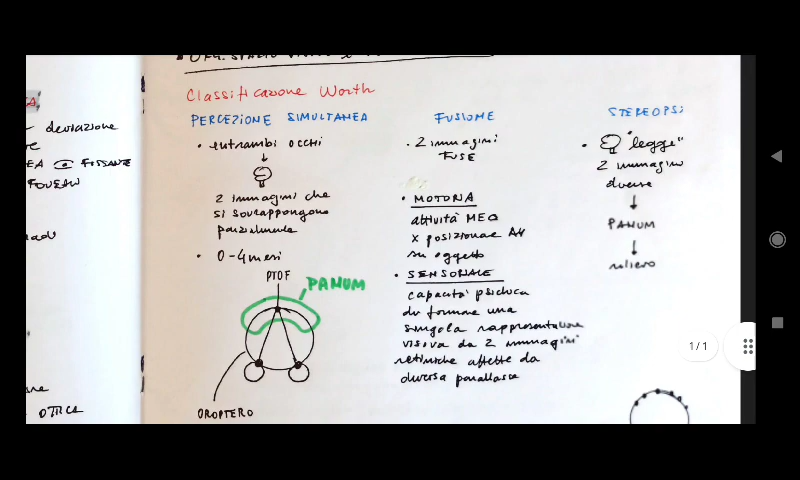 Classificazione Worth
PERCEZIONE SIMULTANEA
• entrambi occhi
2 immagini che
si sovrappongono
parzialmente
• 0-4 mesi
PTO F
PANUM
OROPTERO
FUSIONE
• 2 immagini
FUSE
• MOTORIA
attività MEO
x posizionare AV
su oggetto
• SENSORIALE
capacità psichica
di formare una
singola rappresentazione
visiva da 2 immagini
retiniche affette da
diversa parallasse
STEREOPSI
• "legge"
2 immagini
diverse
PANUM
rilievo
deviazione
FISSANTE
OTTICA
1/1